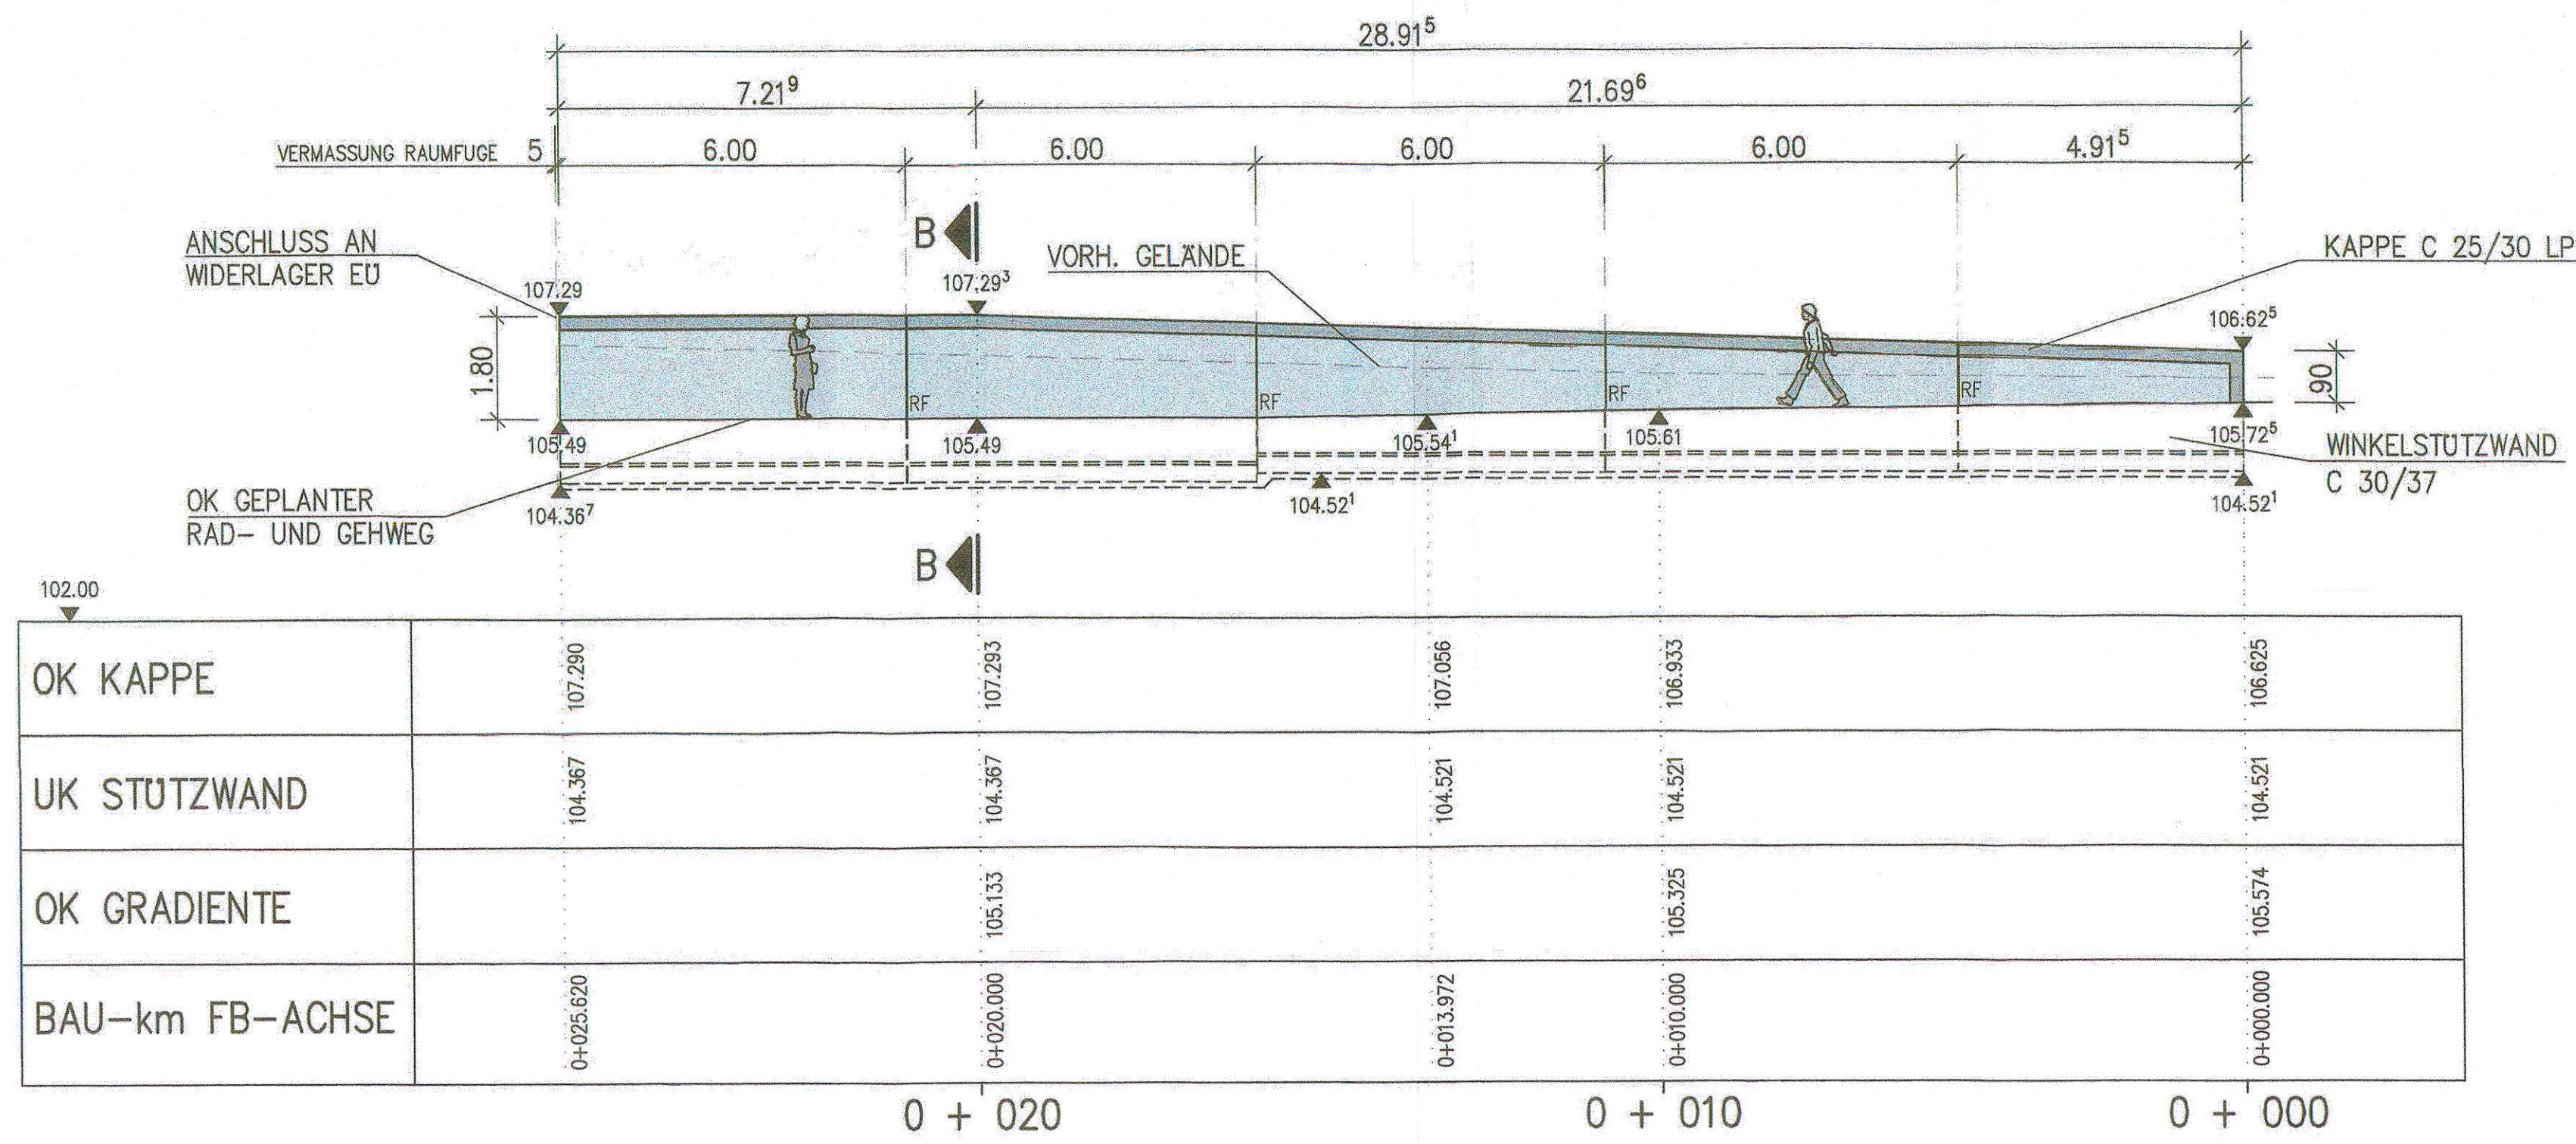 28.91⁵
7.21⁹ 21.69⁶
VERMASSUNG RAUMFUGE 5 6.00 6.00 6.00 6.00 4.91⁵
B
ANSCHLUSS AN
WIDERLAGER EÜ
VORH. GELÄNDE
KAPPE C 25/30 LP
107.29 107.29³ 106.62⁵
1.80 90
RF RF RF RF
105.49 105.49 105.54¹ 105.61 105.72⁵
WINKELSTÜTZWAND
C 30/37
OK GEPLANTER
RAD- UND GEHWEG
104.36⁷ 104.52¹ 104.52¹
B
102.00
OK KAPPE 107.290 107.293 107.056 106.933 106.625
UK STÜTZWAND 104.367 104.367 104.521 104.521 104.521
OK GRADIENTE 105.133 105.325 105.574
BAU-km FB-ACHSE 0+025.620 0+020.000 0+013.972 0+010.000 0+000.000
0 + 020 0 + 010 0 + 000